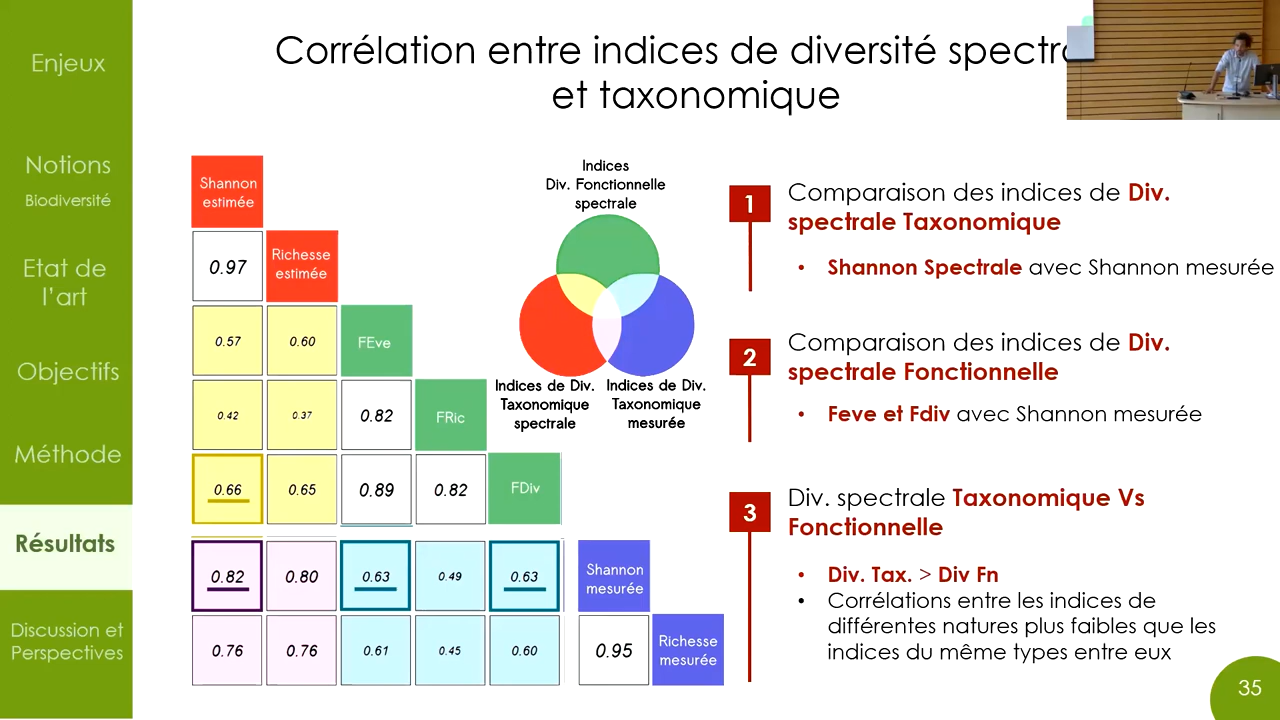 Enjeux
Notions
Biodiversité
Etat de
l'art
Objectifs
Méthode
Résultats
Discussion et
Perspectives
Corrélation entre indices de diversité
et taxonomique
Shannon
estimée
0.97
Richesse
estimée
0.57
0.60
FEve
0.42
0.37
0.82
FRic
0.66
0.65
0.89
0.82
FDiv
0.82
0.80
0.63
0.49
0.63
Shannon
mesurée
0.76
0.76
0.61
0.45
0.60
0.95
Richesse
mesurée
Indices
Div. Fonctionnelle
spectrale
Indices de Div.
Taxonomique
spectrale
Indices de Div.
Taxonomique
mesurée
1
Comparaison des indices de Div.
spectrale Taxonomique
• Shannon Spectrale avec Shannon mesurée
2
Comparaison des indices de Div.
spectrale Fonctionnelle
• Feve et Fdiv avec Shannon mesurée
3
Div. spectrale Taxonomique Vs
Fonctionnelle
• Div. Tax. > Div Fn
• Corrélations entre les indices de
différentes natures plus faibles que les
indices du même types entre eux
35